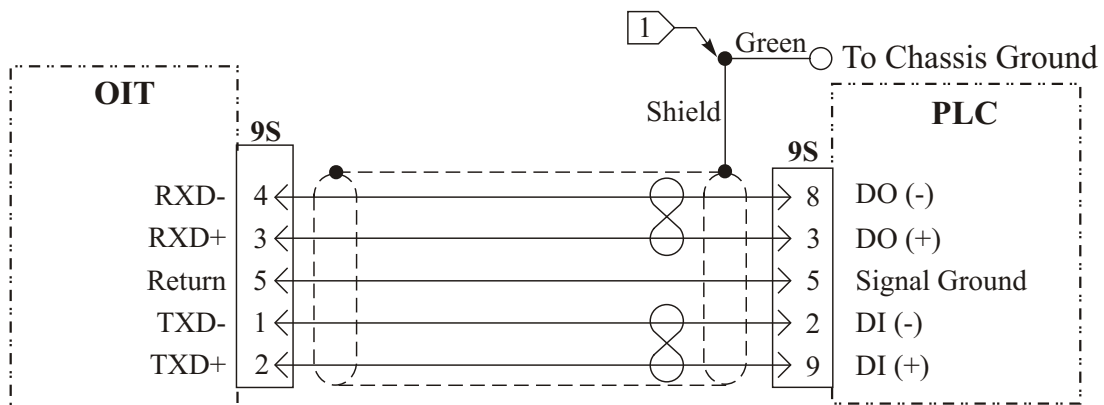 1
Green
To Chassis Ground
OIT
Shield
PLC
9S
9S
RXD- 4 8 DO (-)
RXD+ 3 3 DO (+)
Return 5 5 Signal Ground
TXD- 1 2 DI (-)
TXD+ 2 9 DI (+)